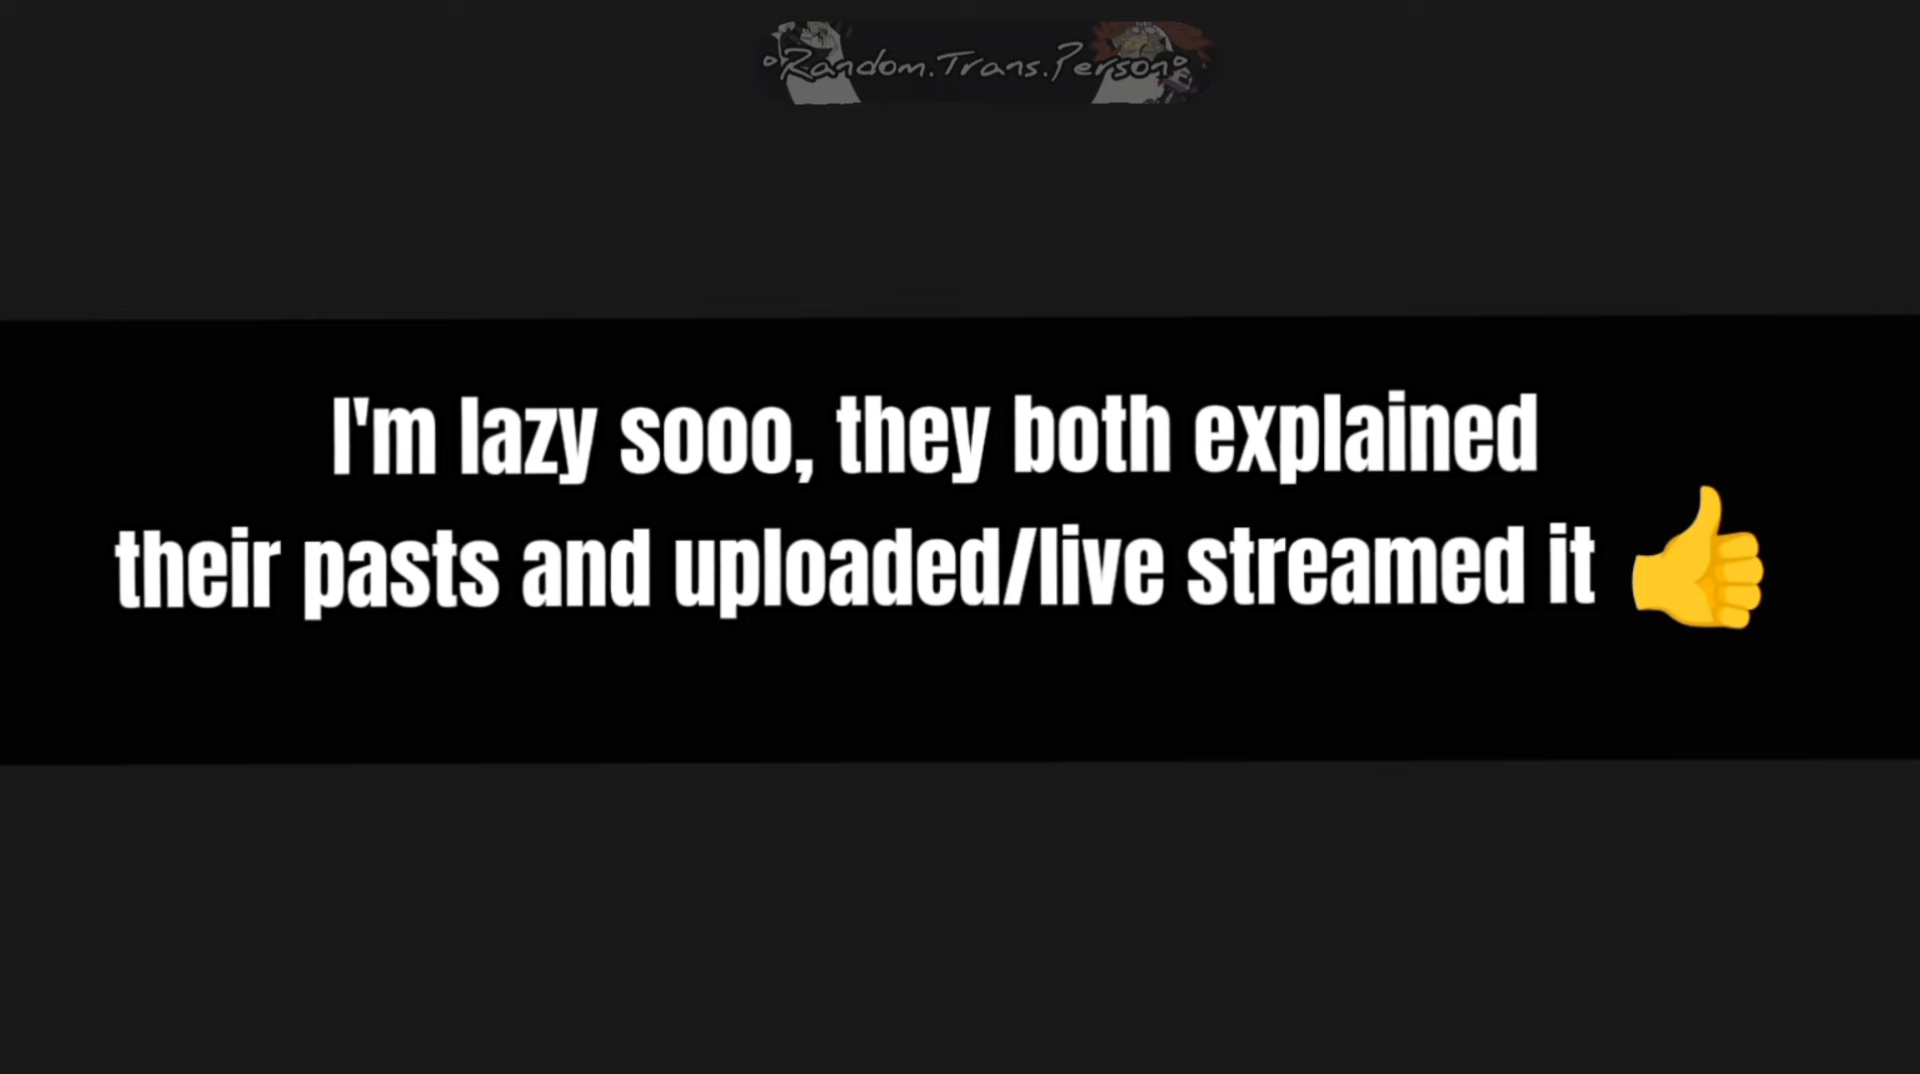 °Random.Trans.Person°
I'm lazy sooo, they both explained
their pasts and uploaded/live streamed it 👍